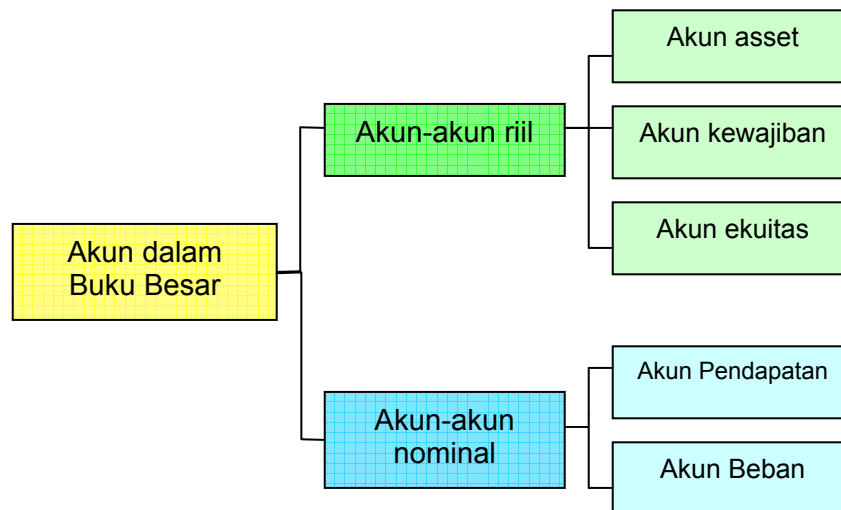 Akun dalam
Buku Besar
Akun-akun riil
Akun asset
Akun kewajiban
Akun ekuitas
Akun-akun
nominal
Akun Pendapatan
Akun Beban